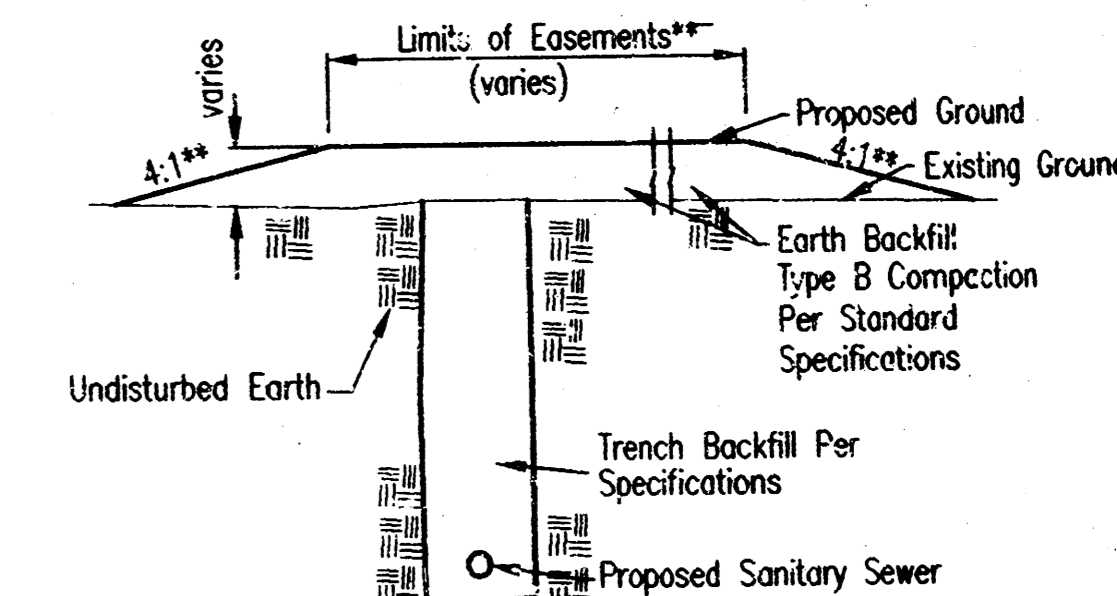 Limits of Easements**
(varies)
varies
Proposed Ground
4:1**
4:1**
Existing Ground
Earth Backfill
Type B Compaction
Per Standard
Specifications
Undisturbed Earth
Trench Backfill Per
Specifications
Proposed Sanitary Sewer